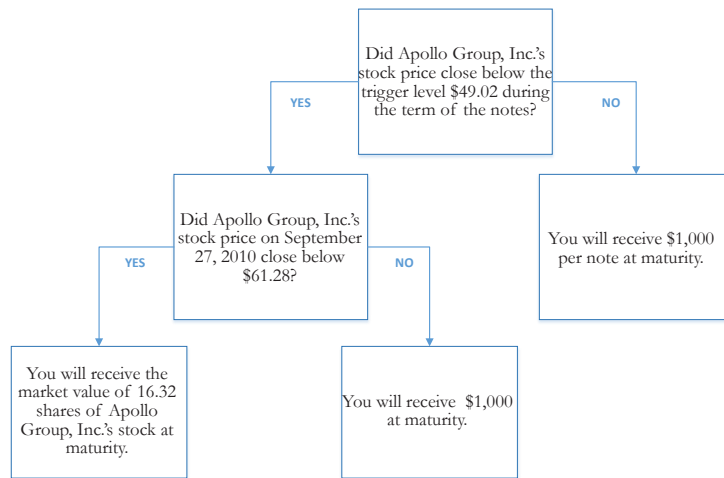 Did Apollo Group, Inc.'s
stock price close below the
trigger level $49.02 during
the term of the notes?
YES
NO
Did Apollo Group, Inc.'s
stock price on September
27, 2010 close below
$61.28?
You will receive $1,000
per note at maturity.
YES
NO
You will receive the
market value of 16.32
shares of Apollo
Group, Inc.'s stock at
maturity.
You will receive $1,000
at maturity.